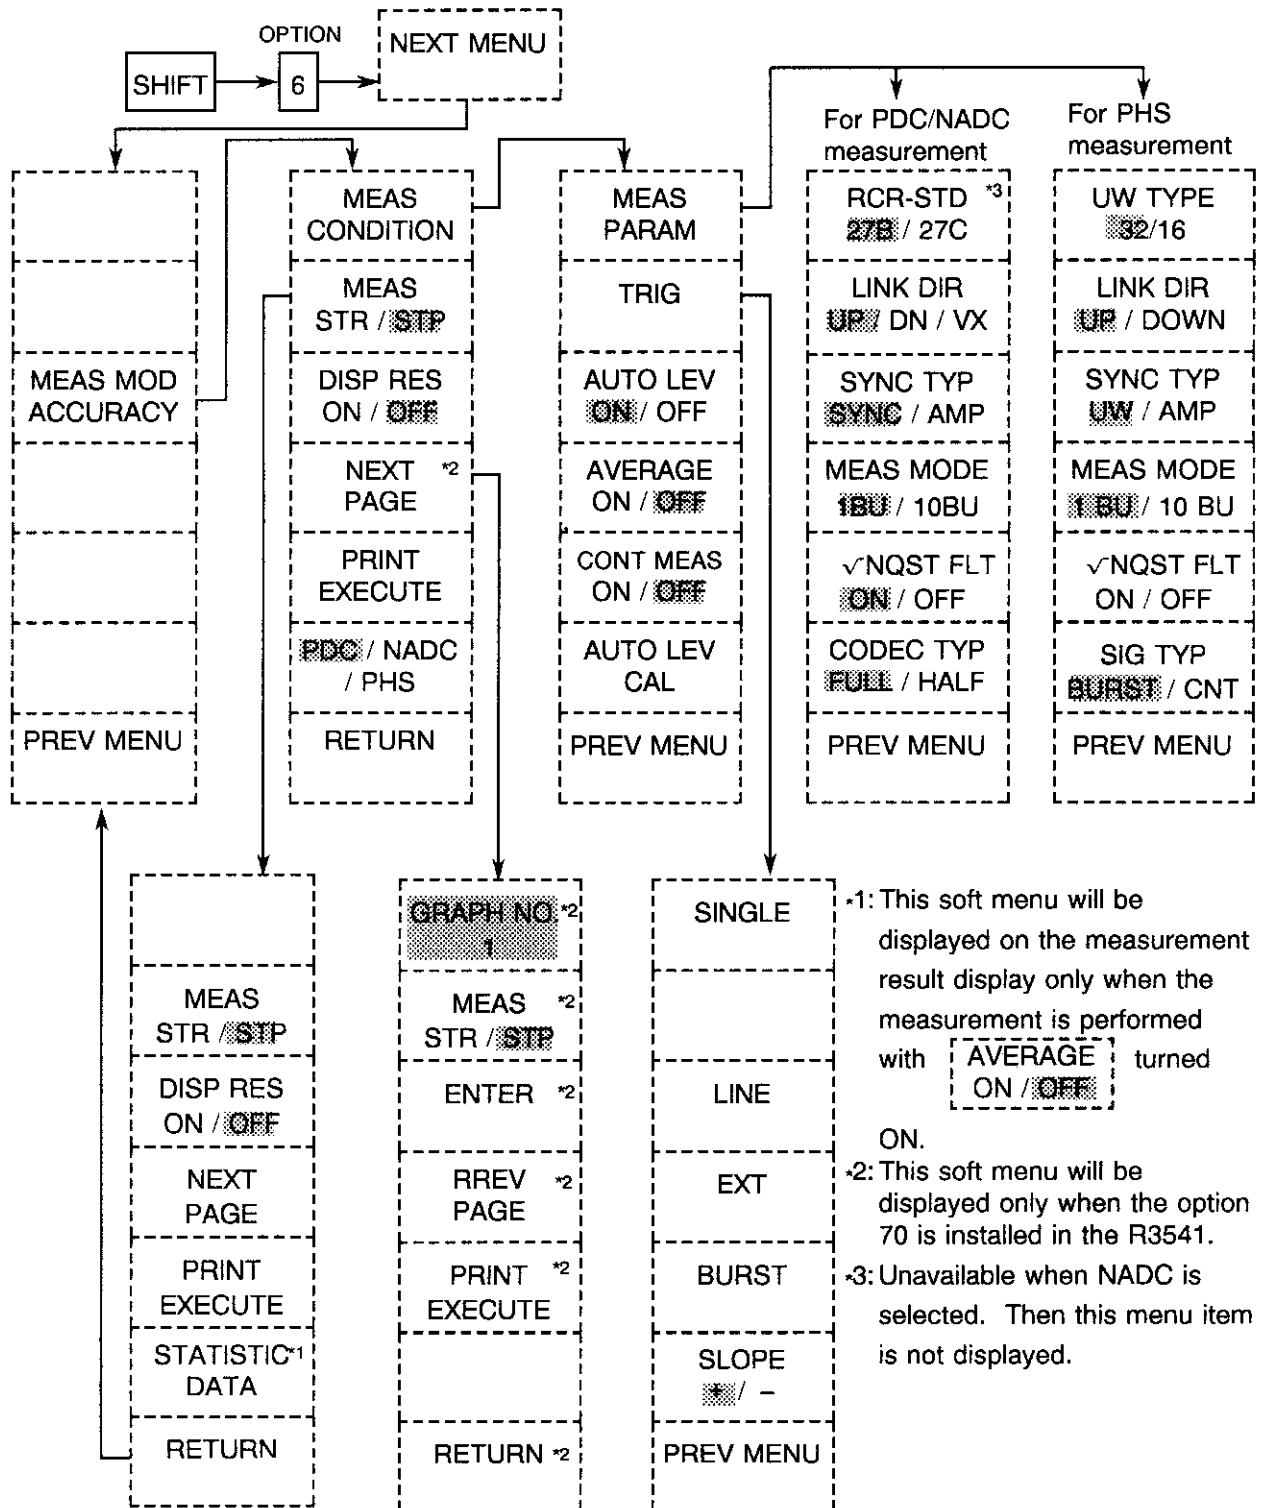 OPTION
SHIFT
6
NEXT MENU
MEAS MOD
ACCURACY
PREV MENU
MEAS
CONDITION
MEAS
STR / STP
DISP RES
ON / OFF
NEXT *2
PAGE
PRINT
EXECUTE
PDC / NADC
/ PHS
RETURN
MEAS
PARAM
TRIG
AUTO LEV
ON / OFF
AVERAGE
ON / OFF
CONT MEAS
ON / OFF
AUTO LEV
CAL
PREV MENU
For PDC/NADC
measurement
RCR-STD *3
27B / 27C
LINK DIR
UP / DN / VX
SYNC TYP
SYNC / AMP
MEAS MODE
1BU / 10BU
√NQST FLT
ON / OFF
CODEC TYP
FULL / HALF
PREV MENU
For PHS
measurement
UW TYPE
32/16
LINK DIR
UP / DOWN
SYNC TYP
UW / AMP
MEAS MODE
1 BU / 10 BU
√NQST FLT
ON / OFF
SIG TYP
BURST / CNT
PREV MENU
MEAS
STR / STP
DISP RES
ON / OFF
NEXT
PAGE
PRINT
EXECUTE
STATISTIC*1
DATA
RETURN
GRAPH NO. *2
1
MEAS *2
STR / STP
ENTER *2
RREV *2
PAGE
PRINT *2
EXECUTE
RETURN *2
SINGLE
LINE
EXT
BURST
SLOPE
+ / -
PREV MENU
*1: This soft menu will be
displayed on the measurement
result display only when the
measurement is performed
with AVERAGE turned
ON / OFF
ON.
*2: This soft menu will be
displayed only when the option
70 is installed in the R3541.
*3: Unavailable when NADC is
selected. Then this menu item
is not displayed.